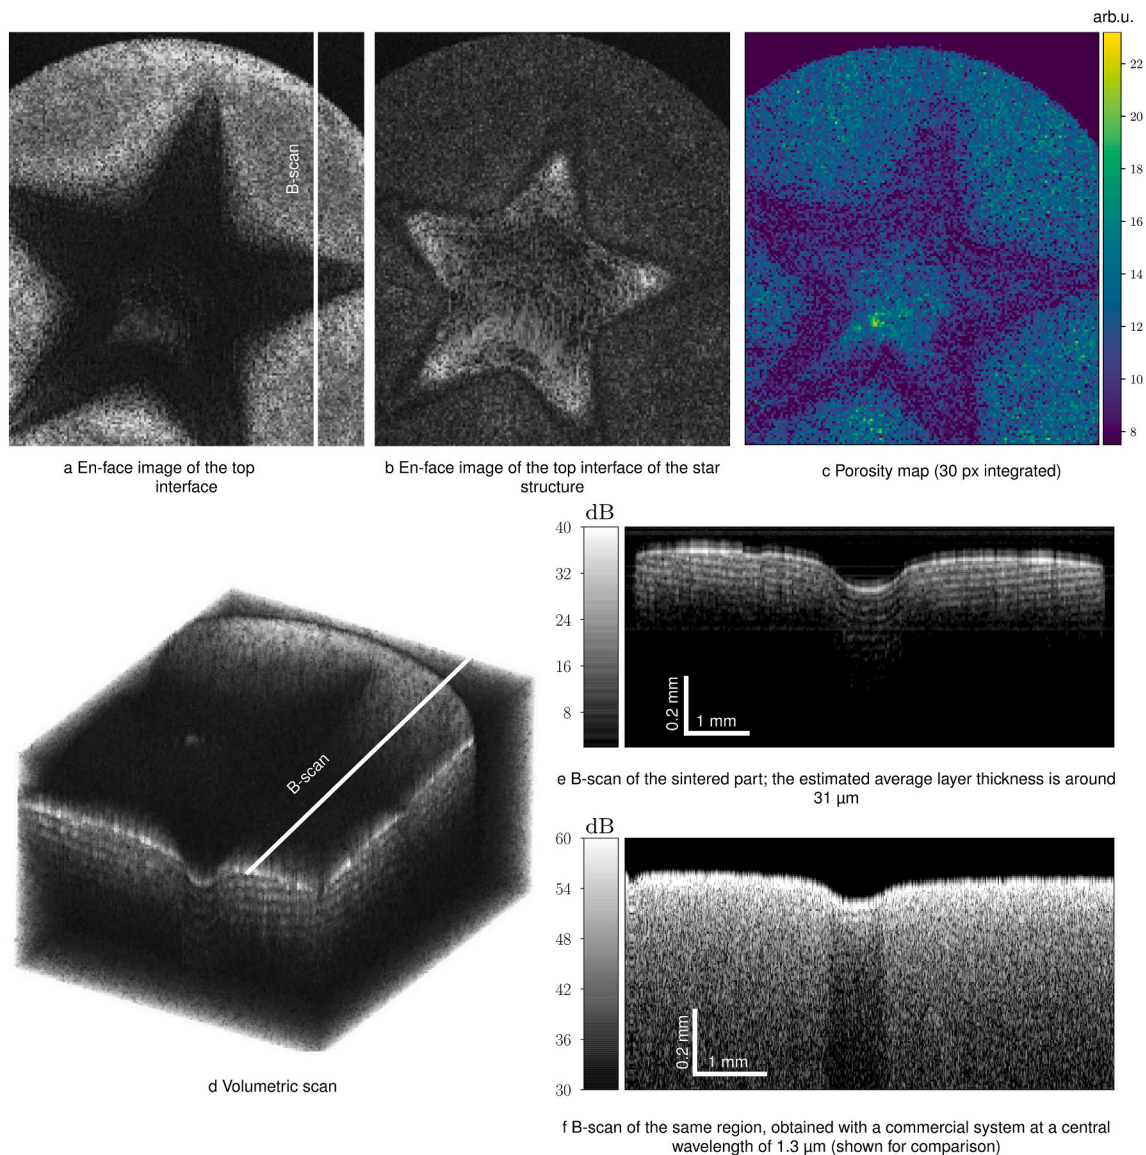 arb.u.
22
20
18
16
14
12
10
8
B-scan
a En-face image of the top
interface
b En-face image of the top interface of the star
structure
c Porosity map (30 px integrated)
dB
40
32
24
16
8
0.2 mm
1 mm
B-scan
e B-scan of the sintered part; the estimated average layer thickness is around
31 µm
dB
60
54
48
42
36
30
0.2 mm
1 mm
d Volumetric scan
f B-scan of the same region, obtained with a commercial system at a central
wavelength of 1.3 µm (shown for comparison)